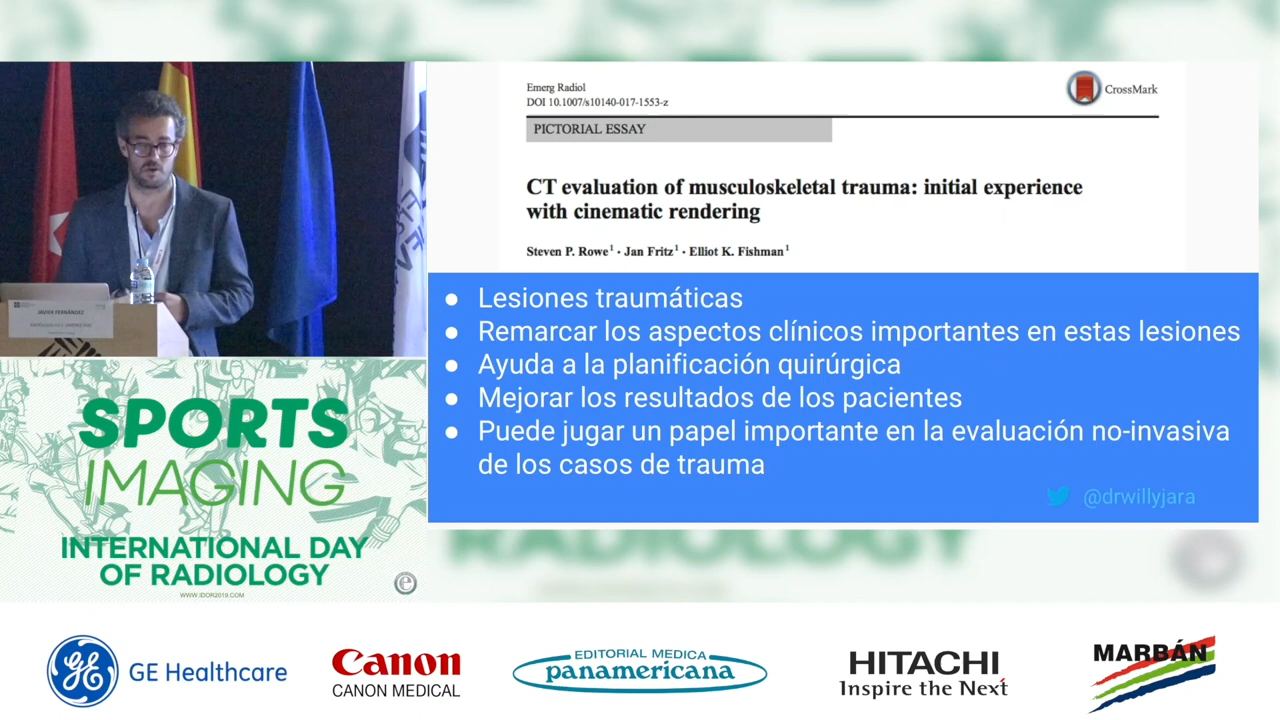 Emerg Radiol
DOI 10.1007/s10140-017-1553-z
CrossMark
PICTORIAL ESSAY
CT evaluation of musculoskeletal trauma: initial experience
with cinematic rendering
Steven P. Rowe1 · Jan Fritz1 · Elliot K. Fishman1
● Lesiones traumáticas
● Remarcar los aspectos clínicos importantes en estas lesiones
● Ayuda a la planificación quirúrgica
● Mejorar los resultados de los pacientes
● Puede jugar un papel importante en la evaluación no-invasiva
de los casos de trauma
@drwillyjara
JAVIER FERNÁNDEZ
SPORTS
IMAGING
INTERNATIONAL DAY
OF RADIOLOGY
WWW.IDOR2019.COM
RADIOLOGY
GE Healthcare
Canon
CANON MEDICAL
EDITORIAL MEDICA
panamericana
HITACHI
Inspire the Next
MARBÁN